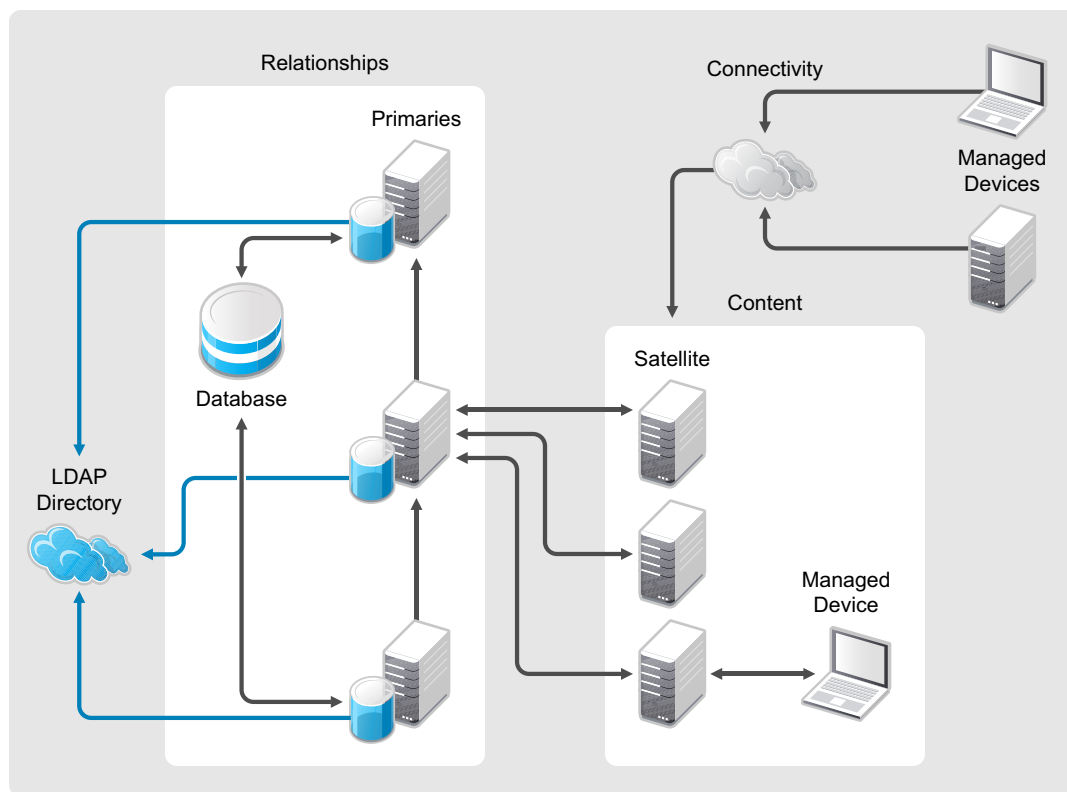 Relationships
Connectivity
Primaries
Managed
Devices
Content
Satellite
Database
LDAP
Directory
Managed
Device